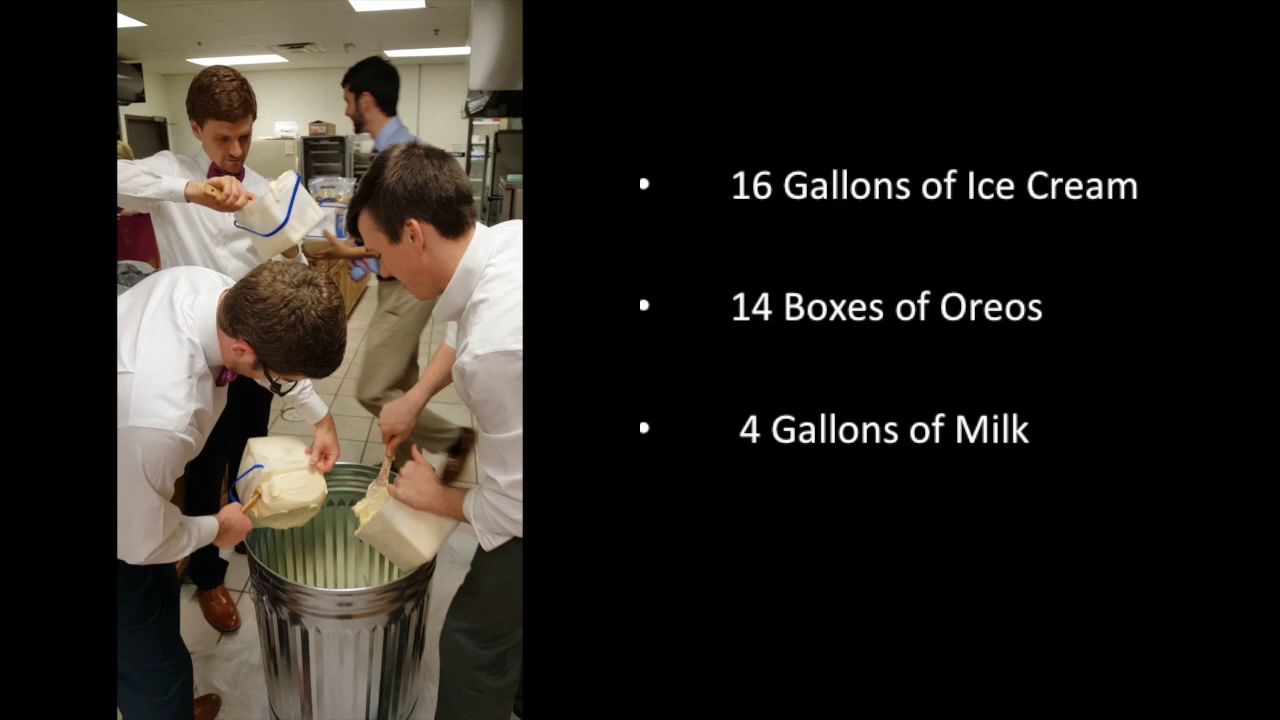 • 16 Gallons of Ice Cream
• 14 Boxes of Oreos
• 4 Gallons of Milk